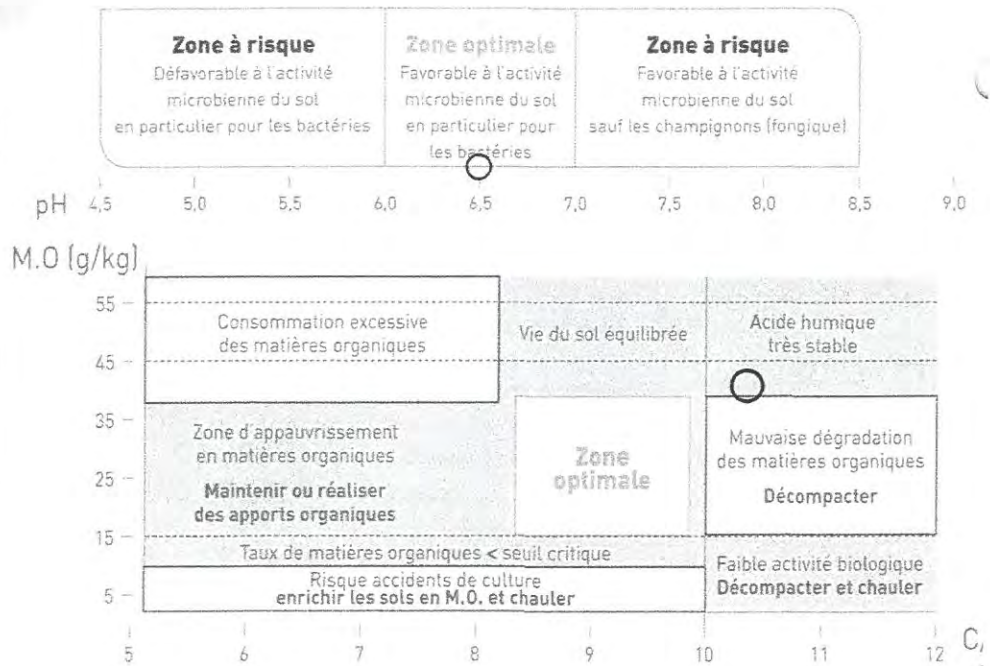 Zone à risque
Défavorable à l'activité
microbienne du sol
en particulier pour les bactéries
Zone optimale
Favorable à l'activité
microbienne du sol
en particulier pour
les bactéries
Zone à risque
Favorable à l'activité
microbienne du sol
sauf les champignons (fongique)
pH 4,5 5,0 5,5 6,0 6,5 7,0 7,5 8,0 8,5 9,0
M.O (g/kg)
55
45
35
25
15
5
Consommation excessive
des matières organiques
Vie du sol équilibrée
Acide humique
très stable
Zone d'appauvrissement
en matières organiques
Maintenir ou réaliser
des apports organiques
Zone
optimale
Mauvaise dégradation
des matières organiques
Décompacter
Taux de matières organiques < seuil critique
Risque accidents de culture
enrichir les sols en M.O. et chauler
Faible activité biologique
Décompacter et chauler
5 6 7 8 9 10 11 12 C/